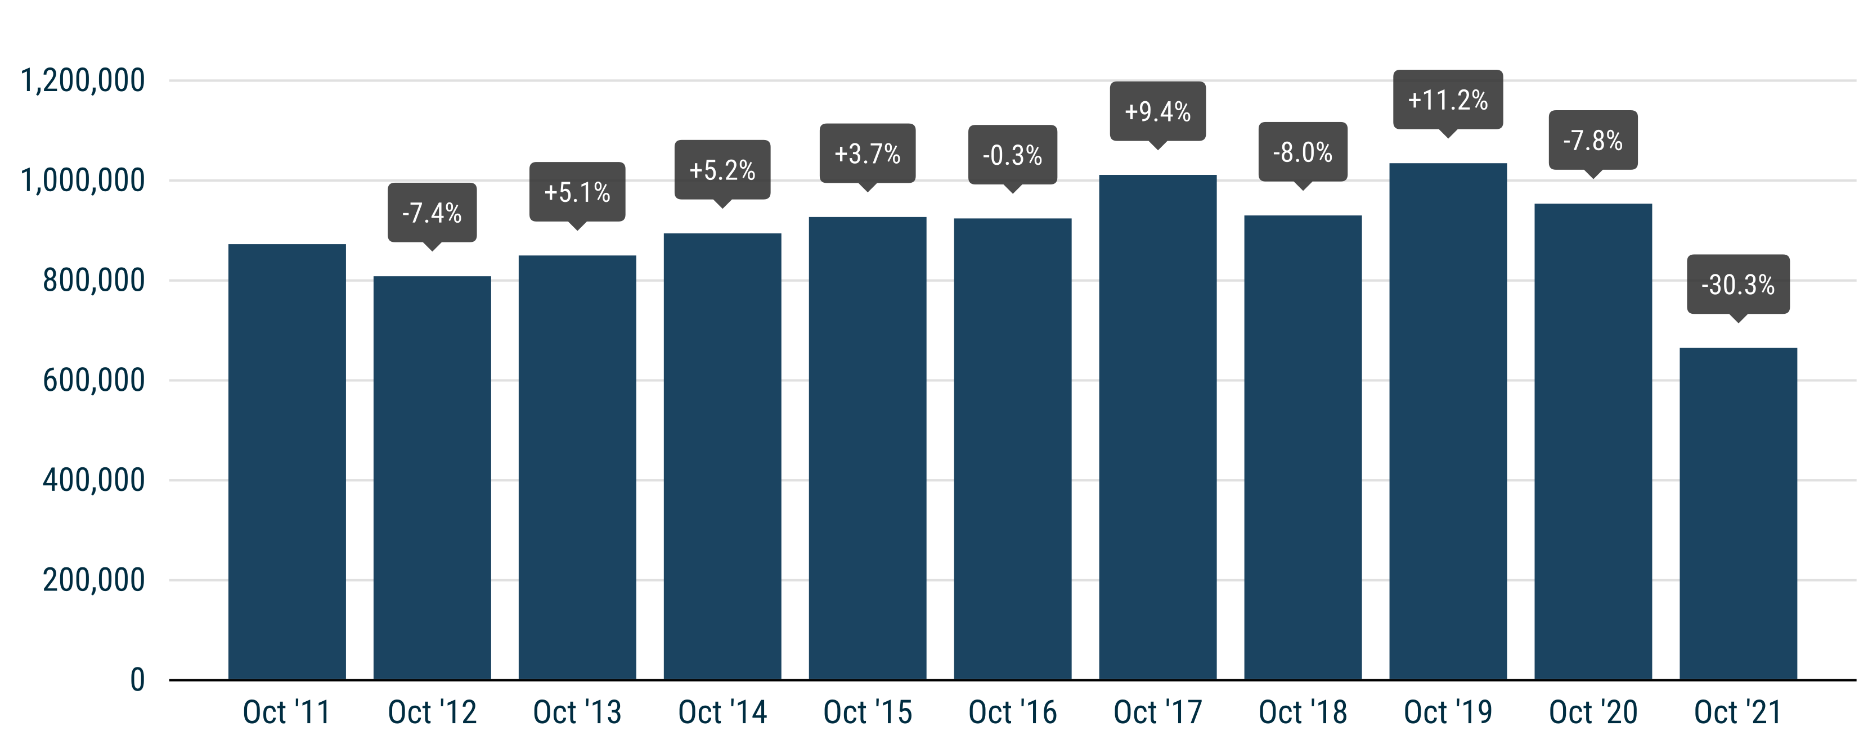 1,200,000
1,000,000
800,000
600,000
400,000
200,000
0
-7.4%
+5.1%
+5.2%
+3.7%
-0.3%
+9.4%
-8.0%
+11.2%
-7.8%
-30.3%
Oct '11
Oct '12
Oct '13
Oct '14
Oct '15
Oct '16
Oct '17
Oct '18
Oct '19
Oct '20
Oct '21